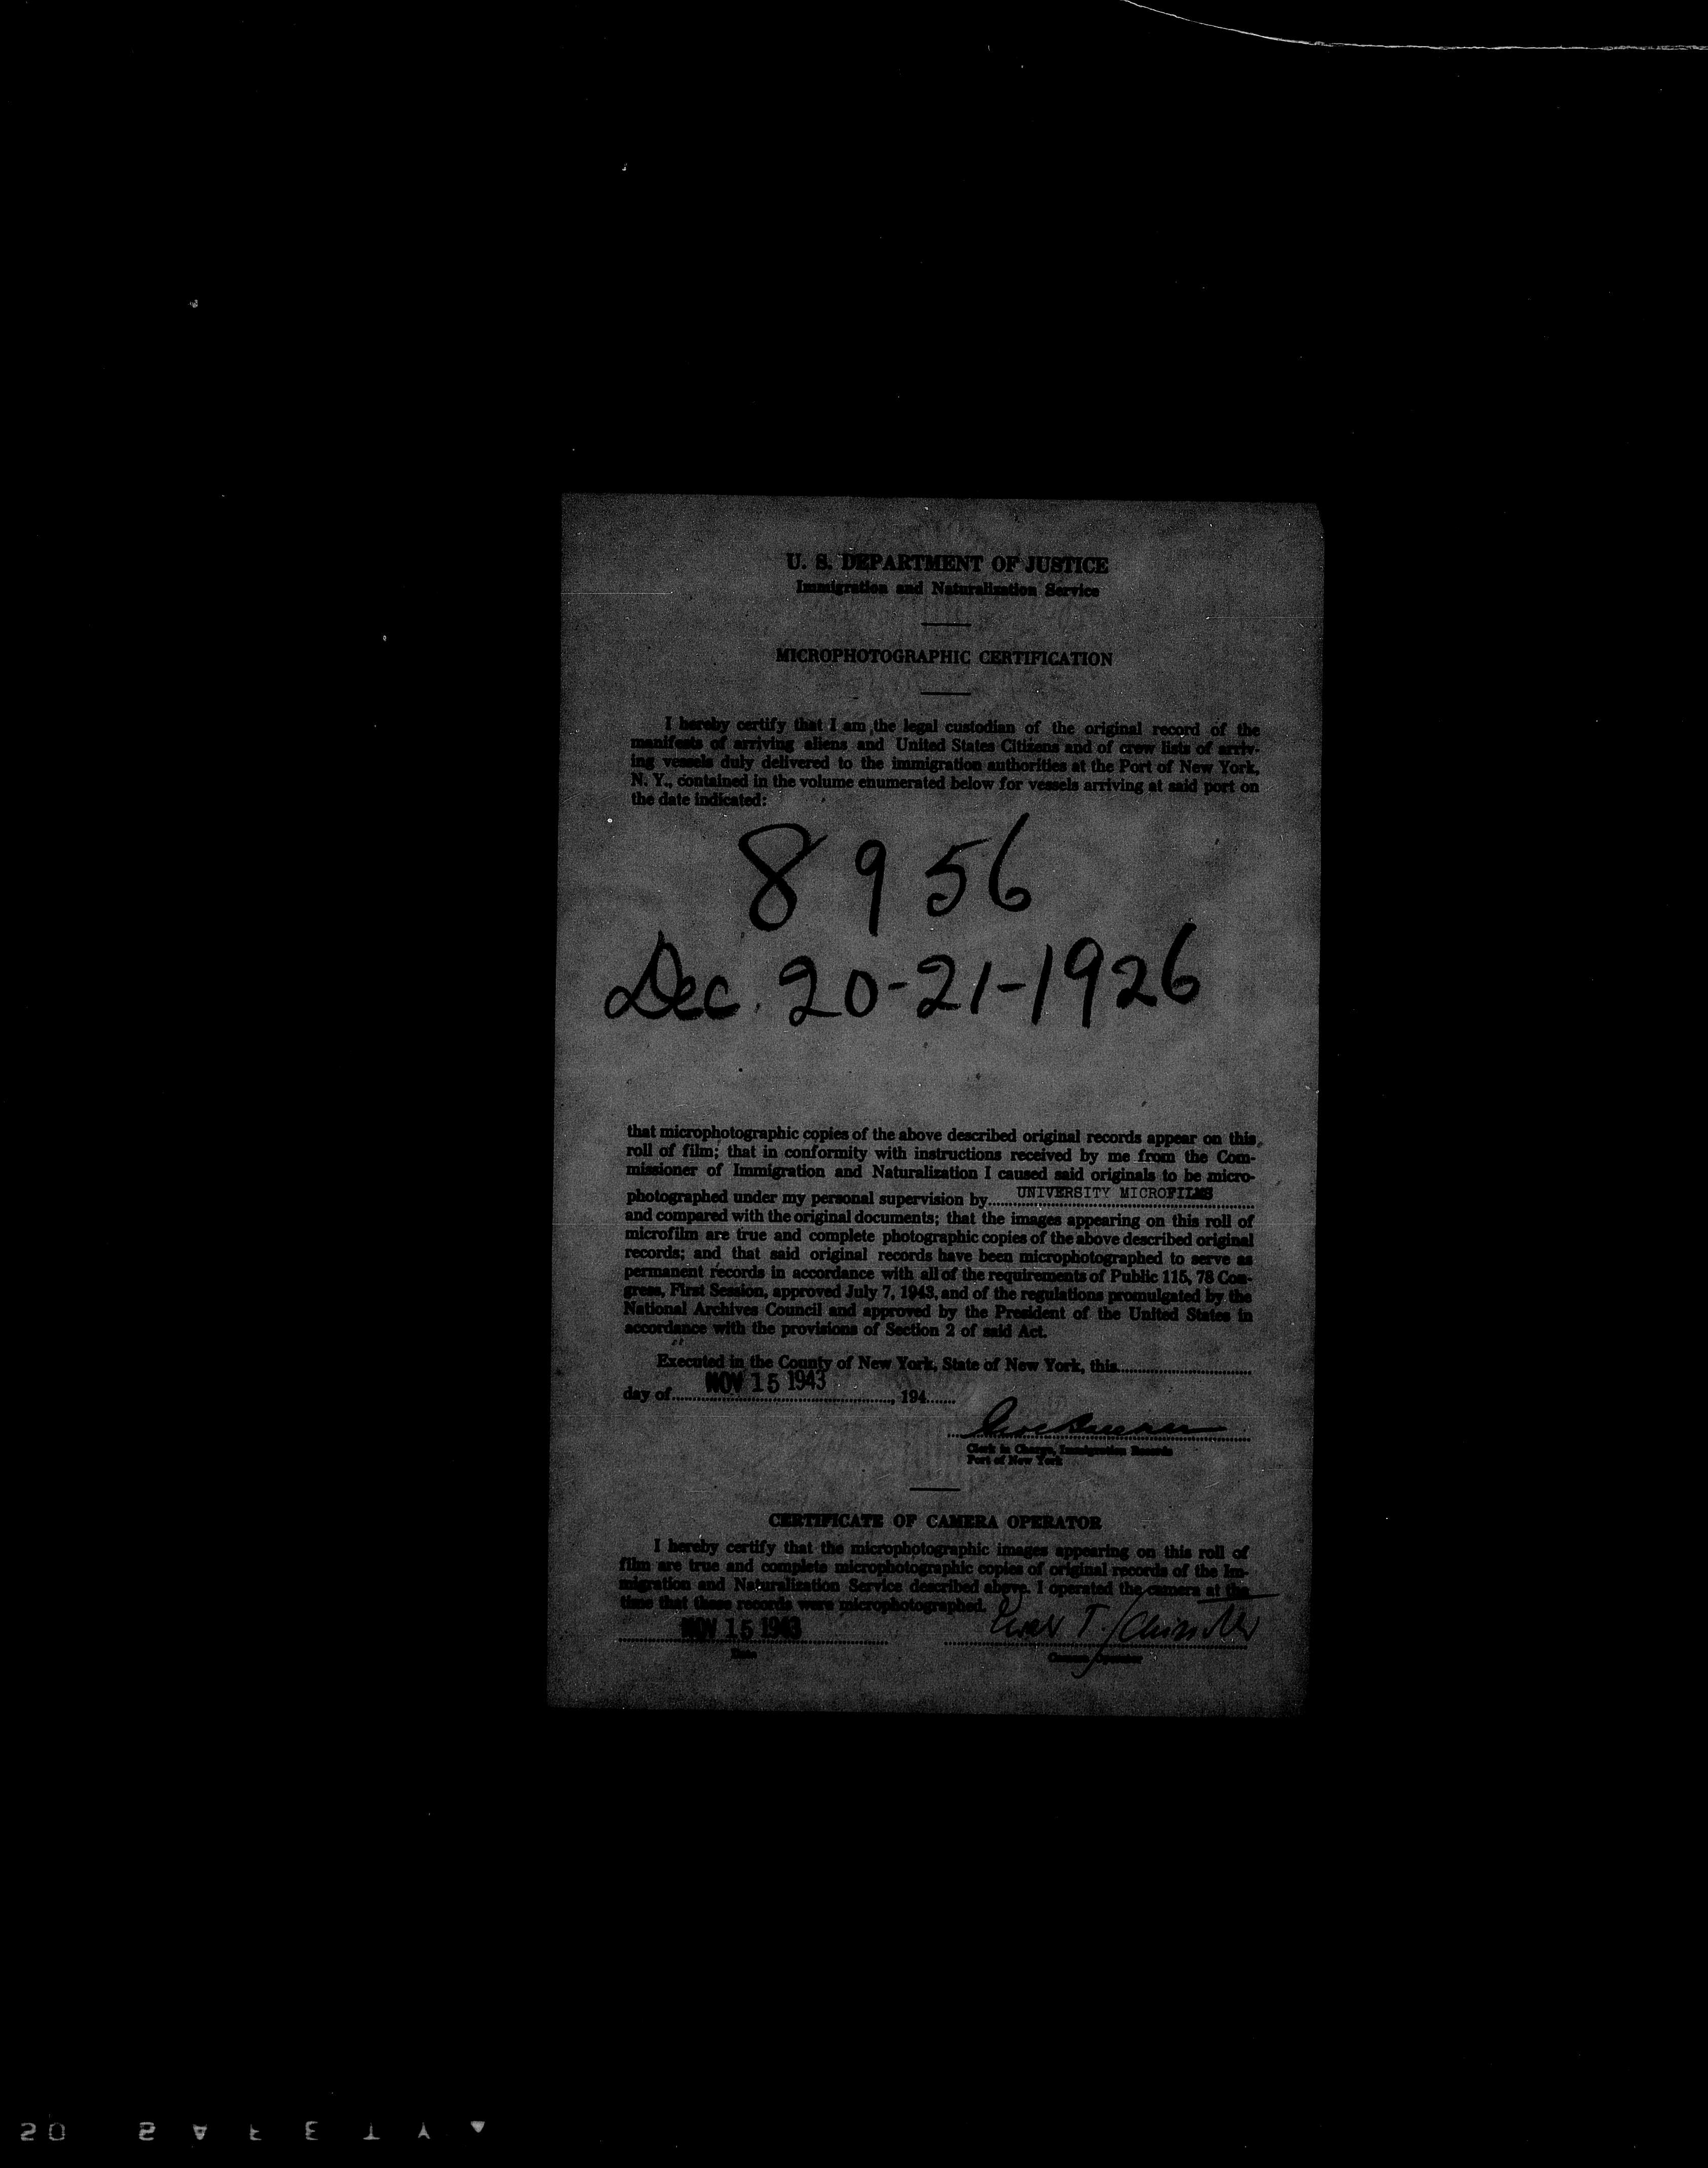 U. S. DEPARTMENT OF JUSTICE
Immigration and Naturalization Service
MICROPHOTOGRAPHIC CERTIFICATION
I hereby certify that I am the legal custodian of the original record of the
manifests of arriving aliens and United States Citizens and of crew lists of arriv-
ing vessels duly delivered to the immigration authorities at the Port of New York,
N. Y., contained in the volume enumerated below for vessels arriving at said port on
the date indicated:
8956
Dec. 20-21-1926
that microphotographic copies of the above described original records appear on this
roll of film; that in conformity with instructions received by me from the Com-
missioner of Immigration and Naturalization I caused said originals to be micro-
photographed under my personal supervision by UNIVERSITY MICROFILMS
and compared with the original documents; that the images appearing on this roll of
microfilm are true and complete photographic copies of the above described original
records; and that said original records have been microphotographed to serve as
permanent records in accordance with all of the requirements of Public 115, 78 Con-
gress, First Session, approved July 7, 1943, and of the regulations promulgated by the
National Archives Council and approved by the President of the United States in
accordance with the provisions of Section 2 of said Act.
Executed in the County of New York, State of New York, this
day of NOV 15 1943, 194
Clerk in Charge, Immigration Records
Port of New York
CERTIFICATE OF CAMERA OPERATOR
I hereby certify that the microphotographic images appearing on this roll of
film are true and complete microphotographic copies of original records of the Im-
migration and Naturalization Service described above. I operated the camera at the
time that these records were microphotographed.
NOV 15 1943
Date
Camera Operator
SAFETY